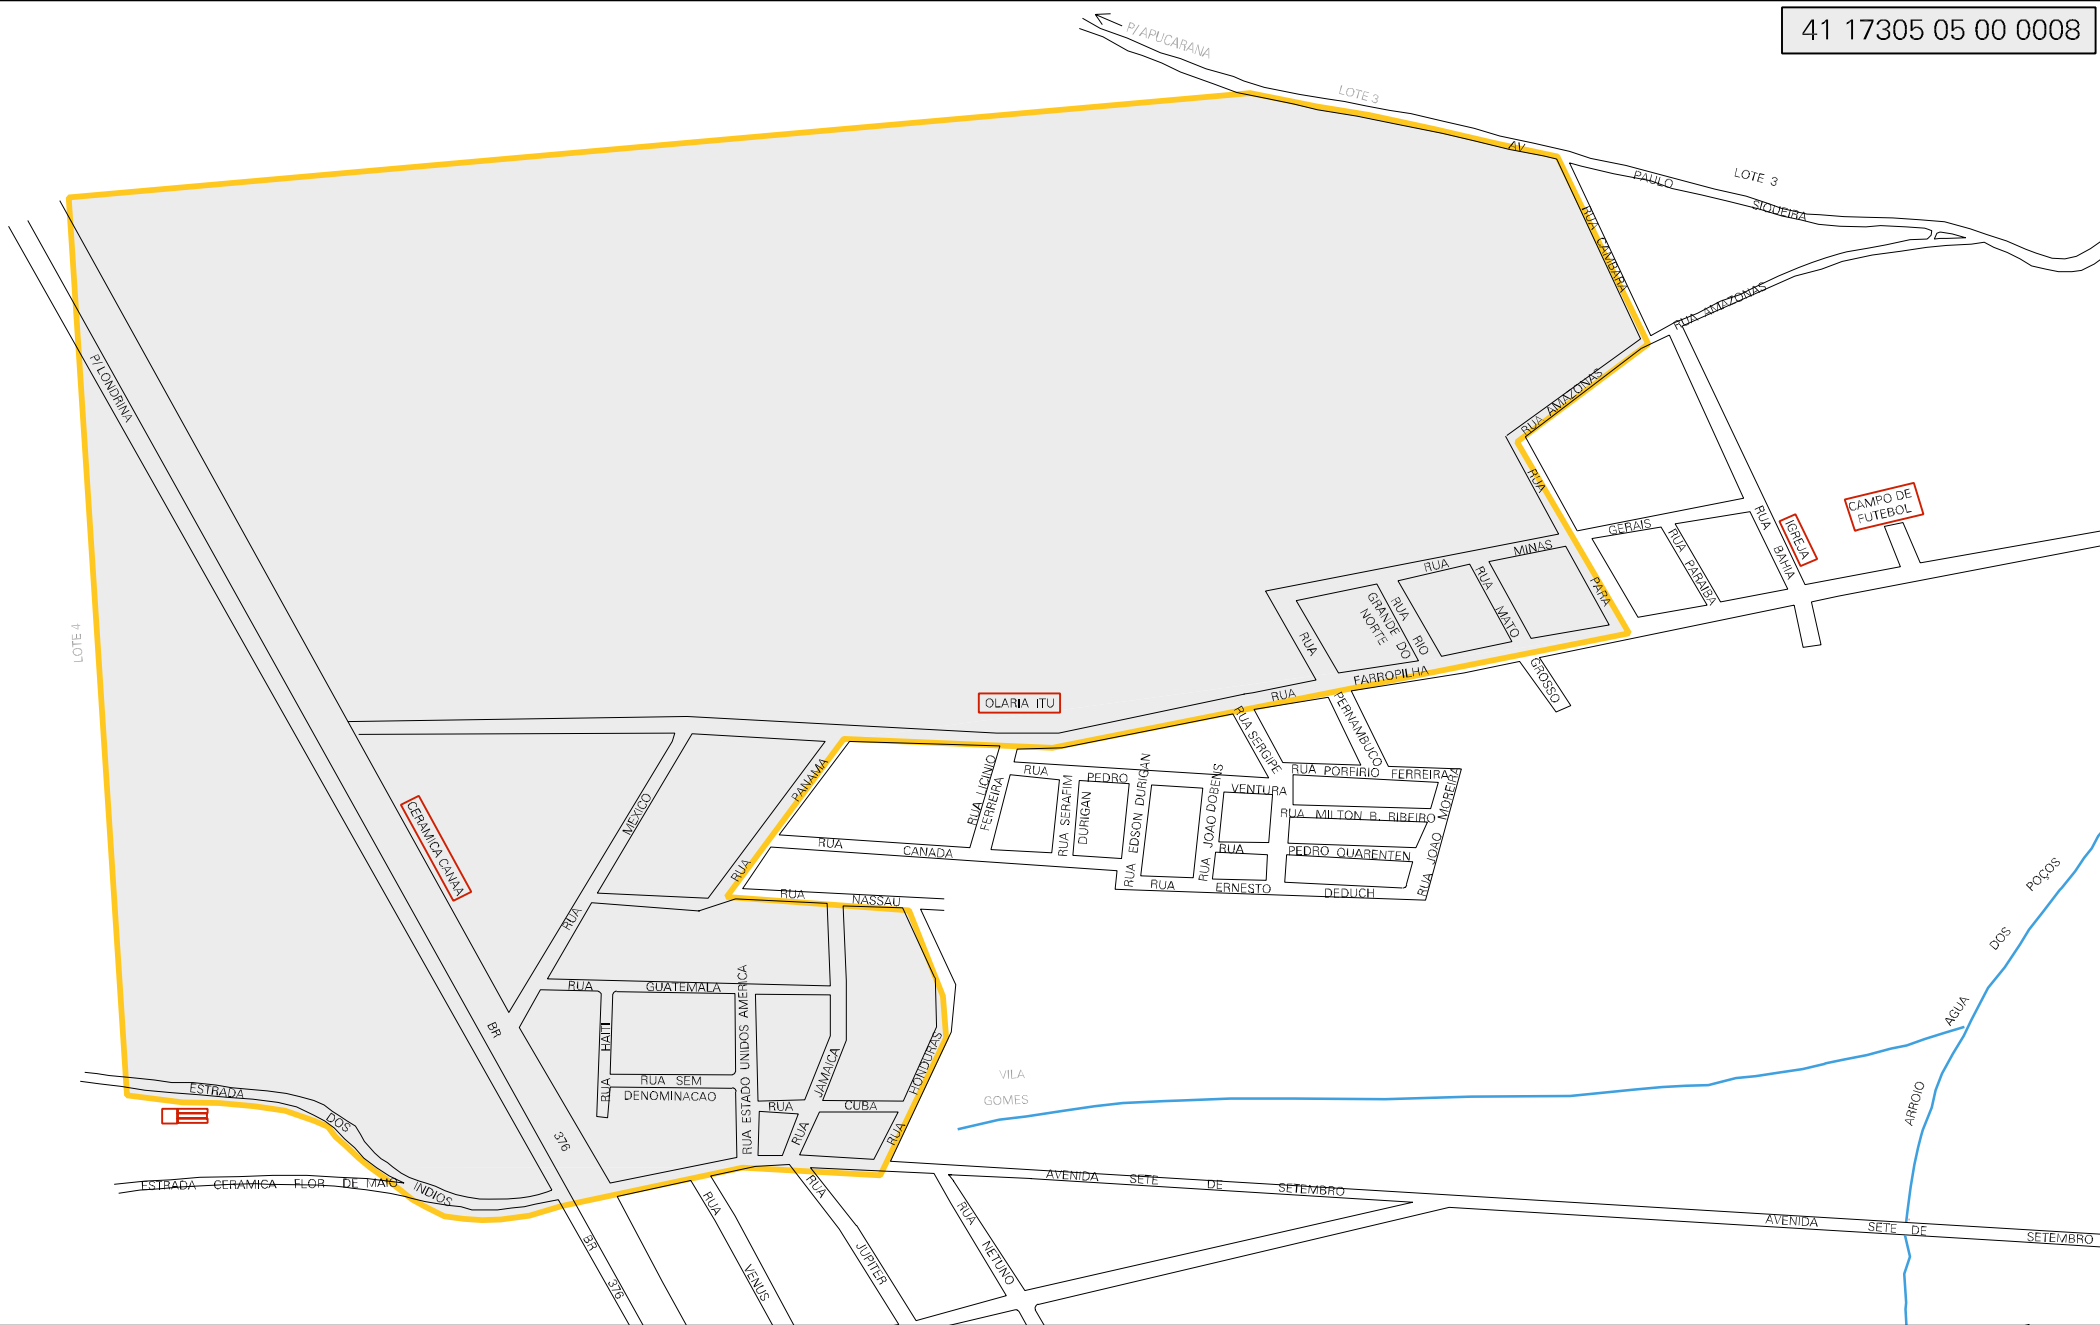 41 17305 05 00 0008
P/ APUCARANA
LOTE 3
AV
PAULO
SIQUEIRA
LOTE 3
RUA CAMBARA
RUA AMAZONAS
RUA AMAZONAS
P/ LONDRINA
LOTE 4
RUA
PARA
GERAIS
MINAS
RUA
RUA PARAIBA
RUA
BAHIA
IGREJA
CAMPO DE
FUTEBOL
RUA
MATO
GROSSO
RUA
RIO
GRANDE DO
NORTE
RUA
PERNAMBUCO
RUA
FARROPILHA
OLARIA ITU
RUA SERGIPE
RUA
PEDRO
VENTURA
RUA PORFIRIO FERREIRA
RUA MILTON B. RIBEIRO
RUA
PEDRO QUARENTEN
RUA
ERNESTO
DEDUCH
RUA JOAO MOREIRA
RUA LICINIO
FERREIRA
RUA SERAFIM
DURIGAN
RUA EDSON DURIGAN
RUA JOAO DOBENS
RUA
CANADA
RUA
PANAMA
RUA
MEXICO
CERAMICA CANAA
RUA
NASSAU
RUA
GUATEMALA
RUA HAITI
RUA SEM
DENOMINACAO
RUA ESTADO UNIDOS AMERICA
RUA
JAMAICA
RUA
CUBA
RUA
HONDURAS
BR
376
BR
376
ESTRADA
DOS
INDIOS
ESTRADA CERAMICA FLOR DE MAIO
VILA
GOMES
AVENIDA SETE DE SETEMBRO
AVENIDA SETE DE SETEMBRO
RUA
VENUS
RUA
JUPITER
RUA
NETUNO
ARROIO
AGUA
DOS
POÇOS